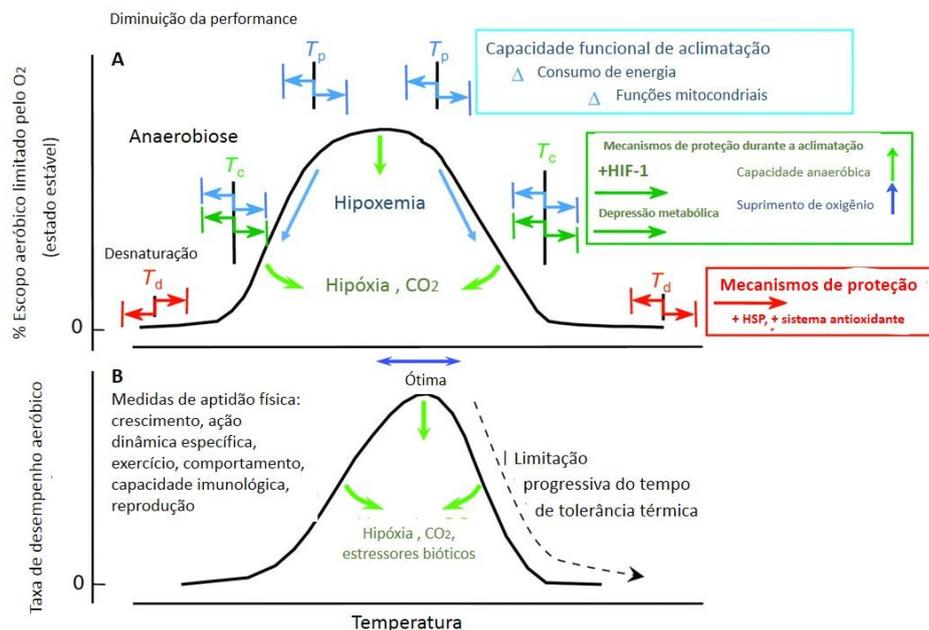 Diminuição da performance
A
% Escopo aeróbico limitado pelo O2
(estado estável)
Tp
Tp
Capacidade funcional de aclimatação
Δ Consumo de energia
Δ Funções mitocondriais
Anaerobiose
Tc
Tc
Mecanismos de proteção durante a aclimatação
+HIF-1
Capacidade anaeróbica
Depressão metabólica
Suprimento de oxigênio
Hipoxemia
Desnaturação
Td
Hipóxia , CO2
Td
Mecanismos de proteção
+ HSP, + sistema antioxidante
0
B
Ótima
Taxa de desempenho aeróbico
Medidas de aptidão física:
crescimento, ação
dinâmica específica,
exercício, comportamento,
capacidade imunológica,
reprodução
Limitação
progressiva do tempo
de tolerância térmica
Hipóxia , CO2,
estressores bióticos
0
Temperatura